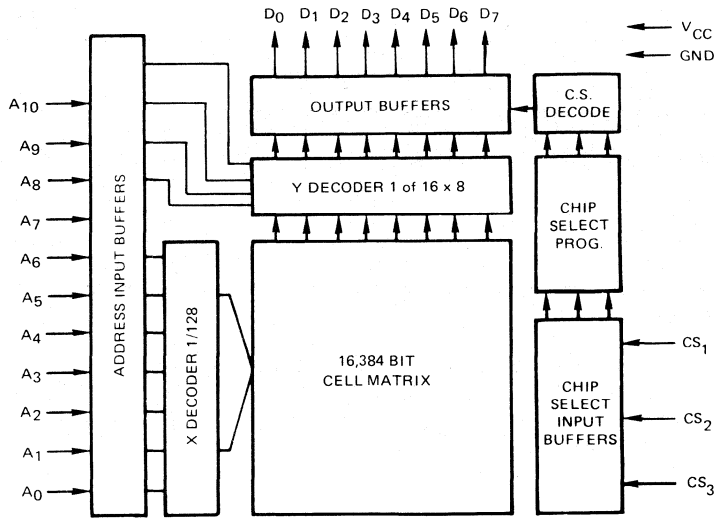 D0 D1 D2 D3 D4 D5 D6 D7
VCC
GND
OUTPUT BUFFERS
C.S.
DECODE
A10
A9
A8
A7
A6
A5
A4
A3
A2
A1
A0
ADDRESS INPUT BUFFERS
Y DECODER 1 of 16 x 8
CHIP
SELECT
PROG.
X DECODER 1/128
16,384 BIT
CELL MATRIX
CHIP
SELECT
INPUT
BUFFERS
CS1
CS2
CS3